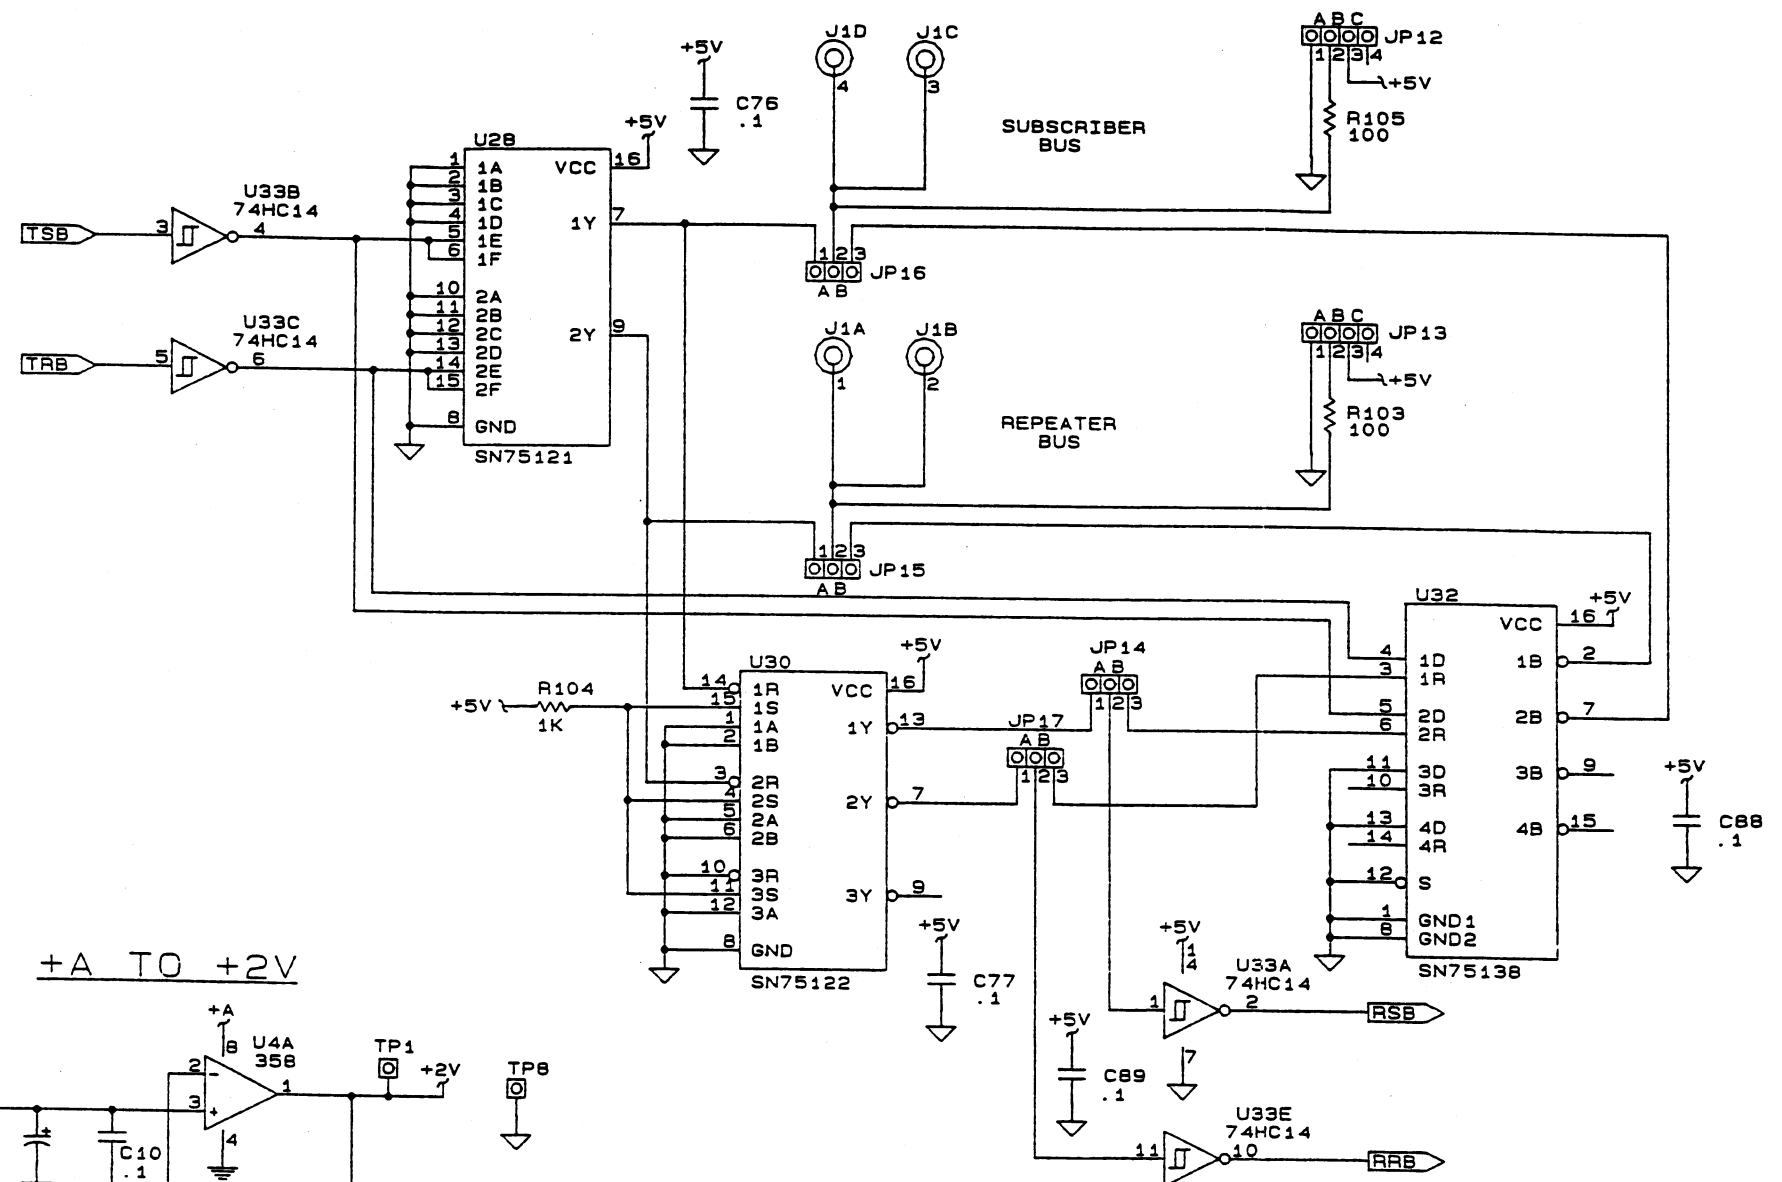 TSB
3
U33B
74HC14
4
TRB
5
U33C
74HC14
6
U28
1 1A
2 1B
3 1C
4 1D
5 1E
6 1F
10 2A
11 2B
12 2C
13 2D
14 2E
15 2F
8 GND
VCC 16
+5V
1Y 7
2Y 9
SN75121
+5V
C76
.1
J1D
4
J1C
3
SUBSCRIBER
BUS
A B C
JP12
1 2 3 4
+5V
R105
100
1 2 3
JP16
A B
J1A
1
J1B
2
REPEATER
BUS
A B C
JP13
1 2 3 4
+5V
R103
100
1 2 3
JP15
A B
+5V
R104
1K
U30
14 1R
15 1S
1 1A
2 1B
3 2R
4 2S
5 2A
6 2B
10 3R
11 3S
12 3A
8 GND
VCC 16
+5V
1Y 13
2Y 7
3Y 9
SN75122
+5V
C77
.1
JP14
A B
1 2 3
JP17
A B
1 2 3
U32
4 1D
3 1R
5 2D
6 2R
11 3D
10 3R
13 4D
14 4R
12 S
1 GND1
8 GND2
VCC 16
+5V
1B 2
2B 7
3B 9
4B 15
SN75138
+5V
C88
.1
+5V
14
U33A
74HC14
1
2
7
RSB
+5V
C89
.1
U33E
74HC14
11
10
RRB
+A TO +2V
+A
8
U4A
358
2
-
3
+
1
4
TP1
+2V
TP8
+
C10
.1